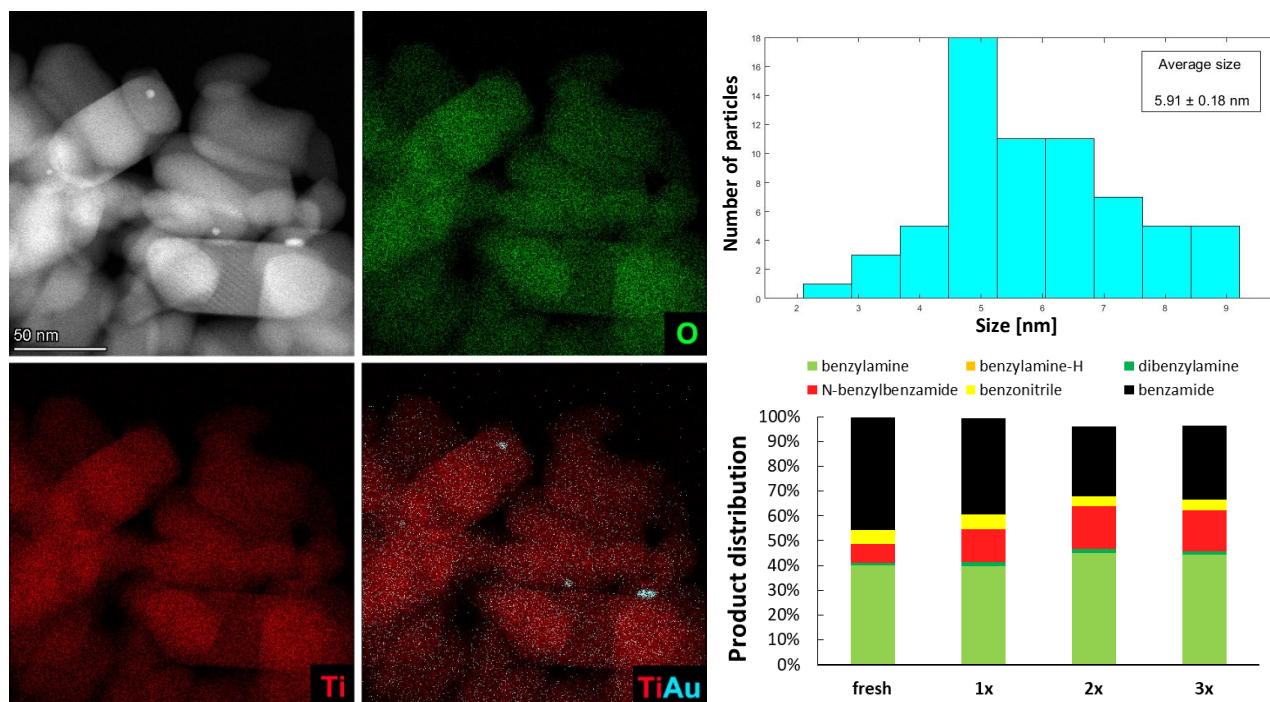 50 nm
O
Ti
TiAu
Number of particles
18
16
14
12
10
8
6
4
2
0
2 3 4 5 6 7 8 9
Size [nm]
Average size
5.91 ± 0.18 nm
benzylamine benzylamine-H dibenzylamine
N-benzylbenzamide benzonitrile benzamide
Product distribution
100%
90%
80%
70%
60%
50%
40%
30%
20%
10%
0%
fresh 1x 2x 3x